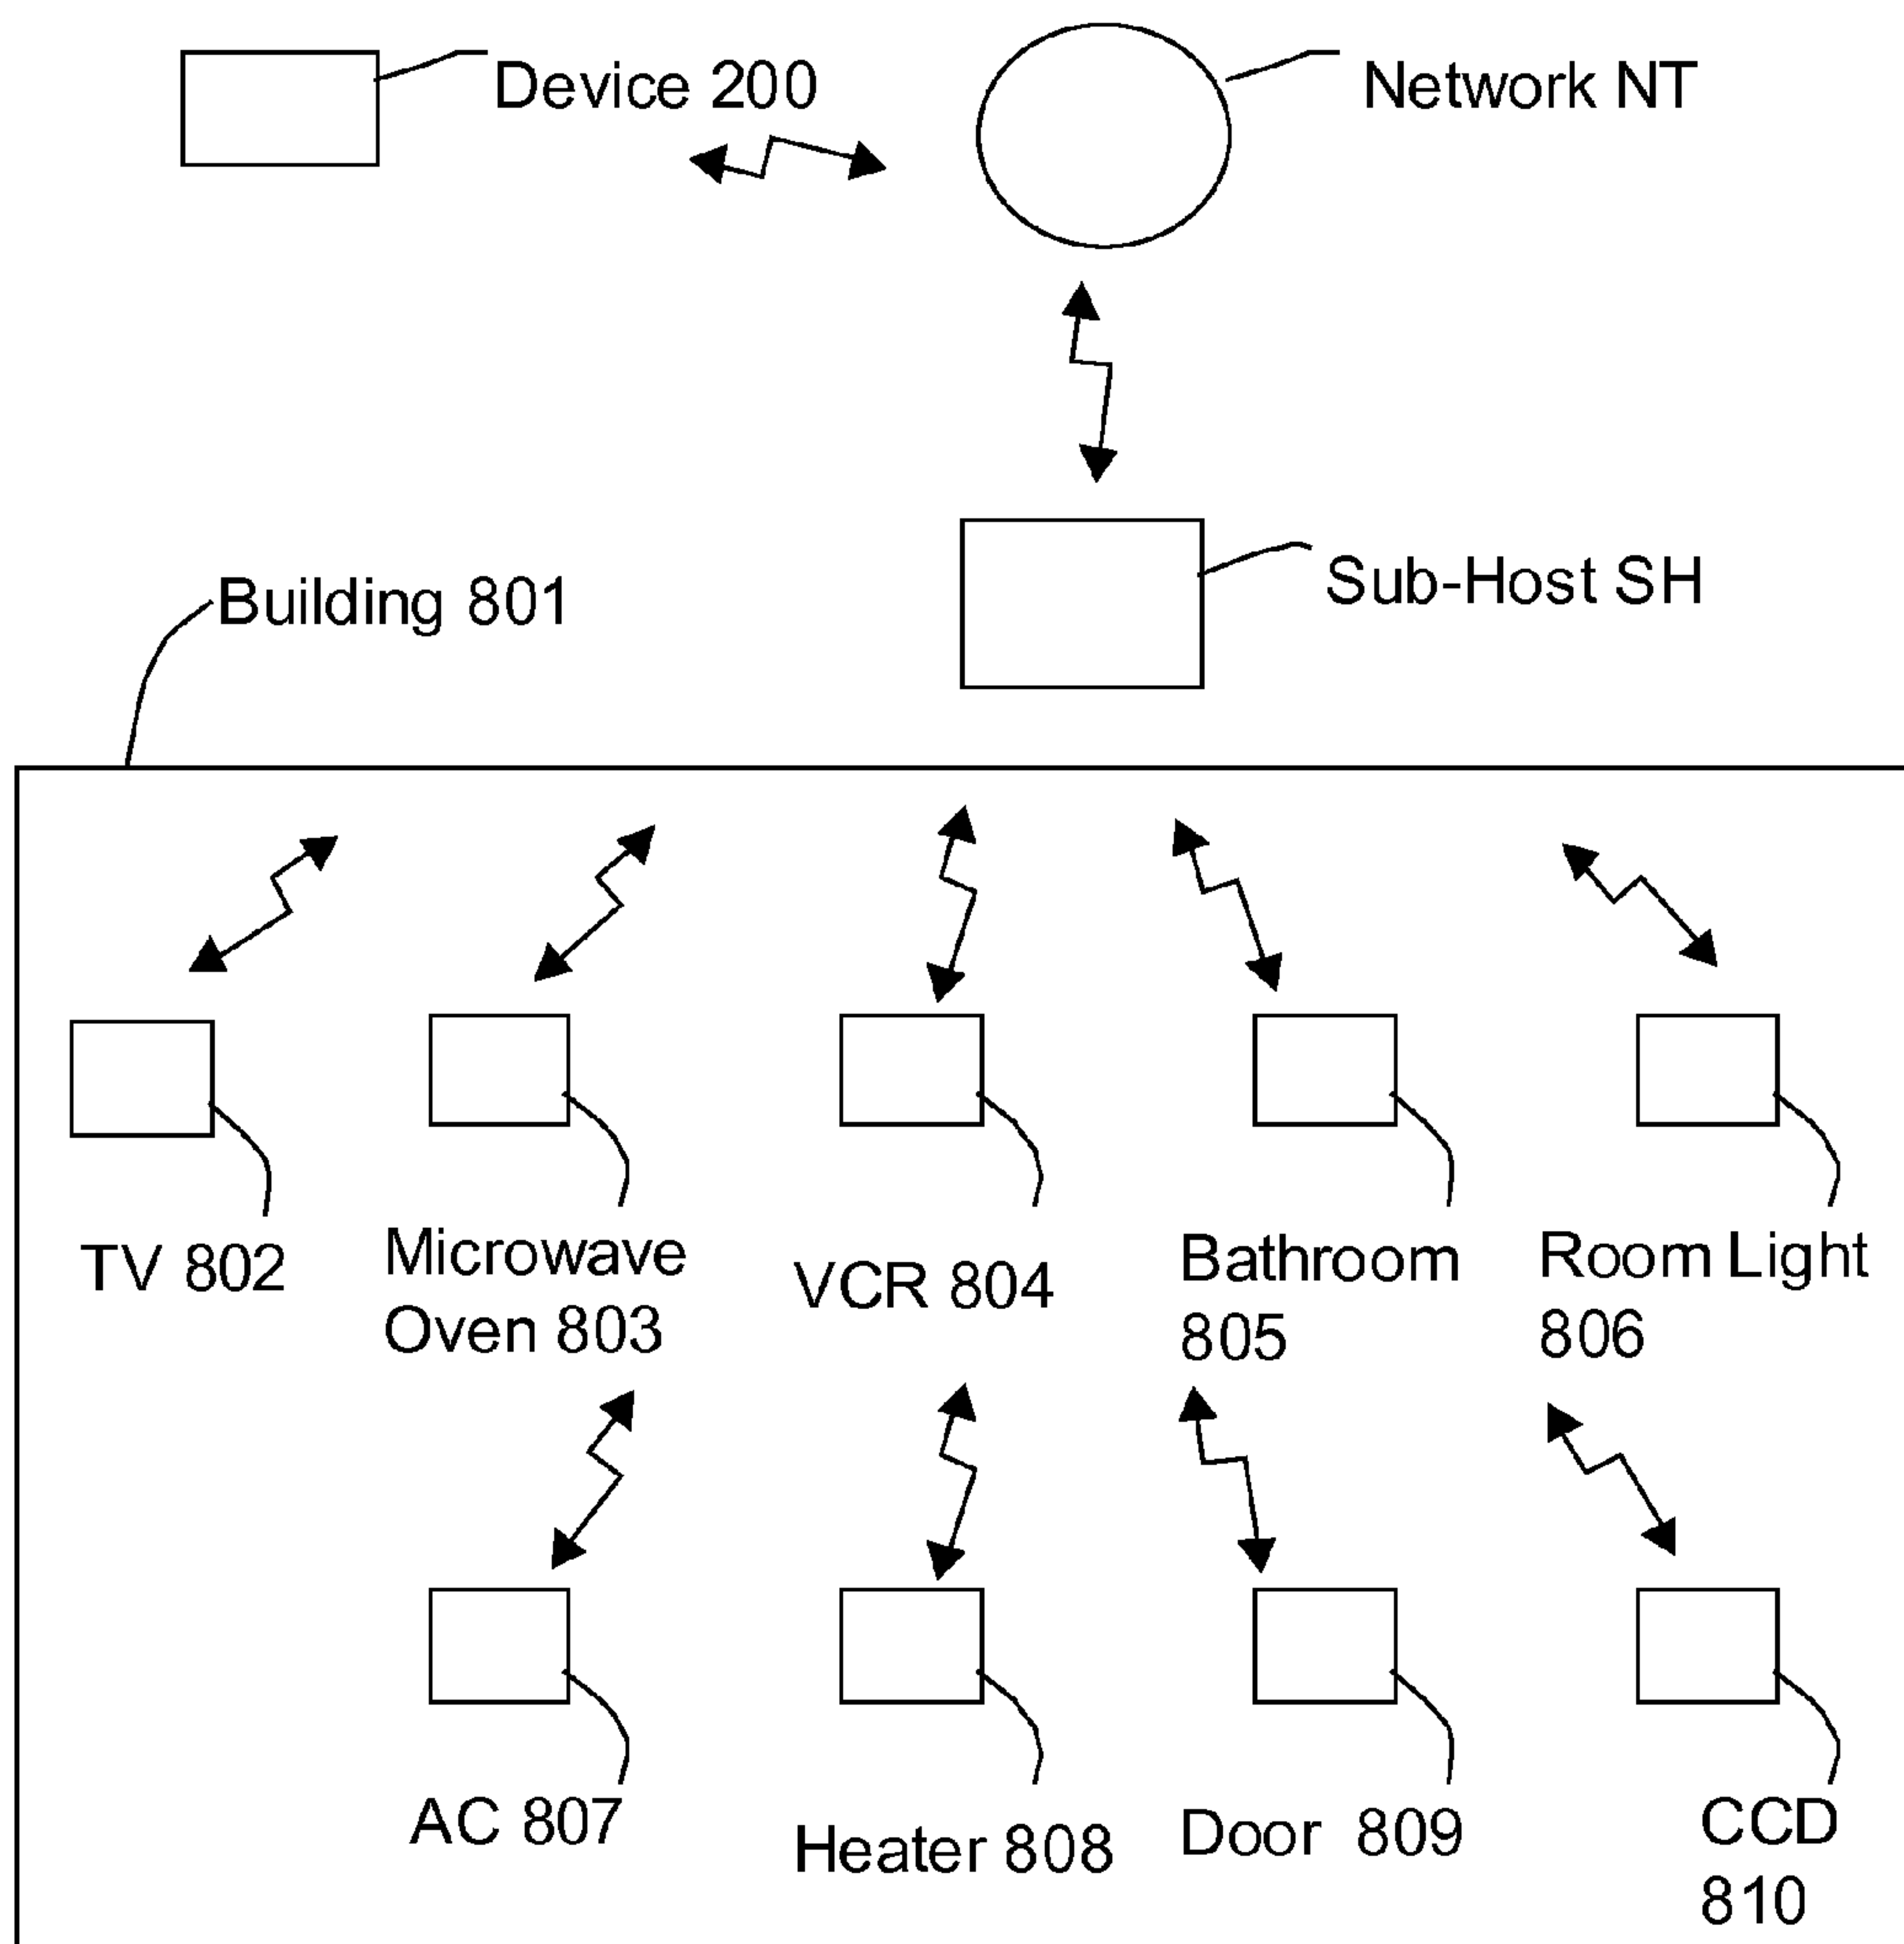 Device 200
Network NT
Sub-Host SH
Building 801
TV 802
Microwave
Oven 803
VCR 804
Bathroom
805
Room Light
806
AC 807
Heater 808
Door 809
CCD
810